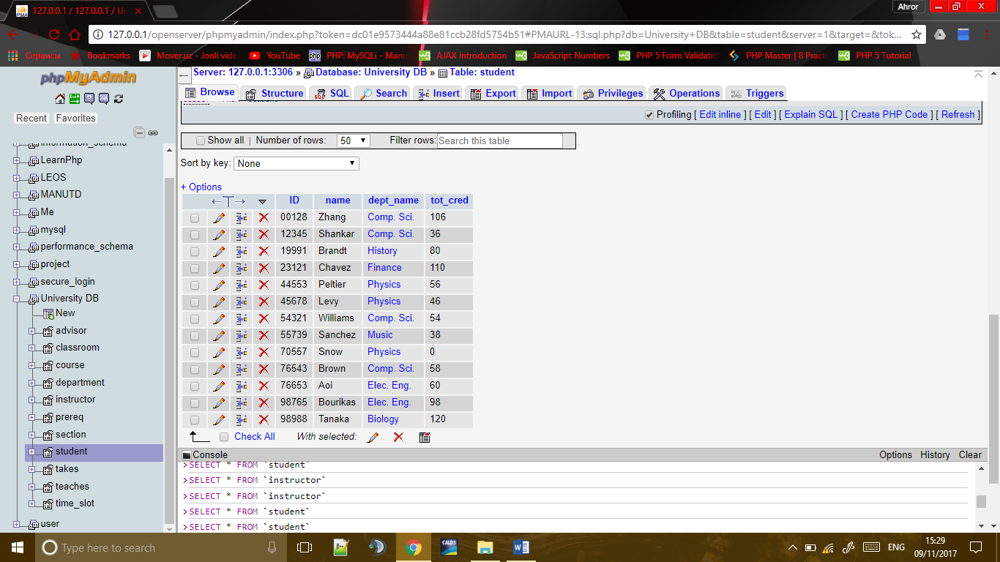 127.0.0.1 / 127.0.0.1 / Un
Ahror
127.0.0.1/openserver/phpmyadmin/index.php?token=dc01e9573444a88e81ccb28fd5754b51#PMAURL-13:sql.php?db=University+DB&table=student&server=1&target=&tok...
Сервисы Bookmarks Mover.uz - Jonli video YouTube php PHP: MySQLi - Manu AJAX Introduction JavaScript Numbers PHP 5 Form Validatio PHP Master | 8 Practi PHP 5 Tutorial
phpMyAdmin
Recent Favorites
information_schema
LearnPhp
LEOS
MANUTD
Me
mysql
performance_schema
project
secure_login
University DB
New
advisor
classroom
course
department
instructor
prereq
section
student
takes
teaches
time_slot
user
Server: 127.0.0.1:3306 » Database: University DB » Table: student
Browse Structure SQL Search Insert Export Import Privileges Operations Triggers
Profiling [ Edit inline ] [ Edit ] [ Explain SQL ] [ Create PHP Code ] [ Refresh ]
Show all | Number of rows: 50 Filter rows: Search this table
Sort by key: None
+ Options
ID name dept_name tot_cred
00128 Zhang Comp. Sci. 106
12345 Shankar Comp. Sci. 36
19991 Brandt History 80
23121 Chavez Finance 110
44553 Peltier Physics 56
45678 Levy Physics 46
54321 Williams Comp. Sci. 54
55739 Sanchez Music 38
70557 Snow Physics 0
76543 Brown Comp. Sci. 58
76653 Aoi Elec. Eng. 60
98765 Bourikas Elec. Eng. 98
98988 Tanaka Biology 120
Check All With selected:
Console Options History Clear
>SELECT * FROM `student`
>SELECT * FROM `instructor`
>SELECT * FROM `instructor`
>SELECT * FROM `student`
>SELECT * FROM `student`
Type here to search
CALD3
ENG
15:29
09/11/2017